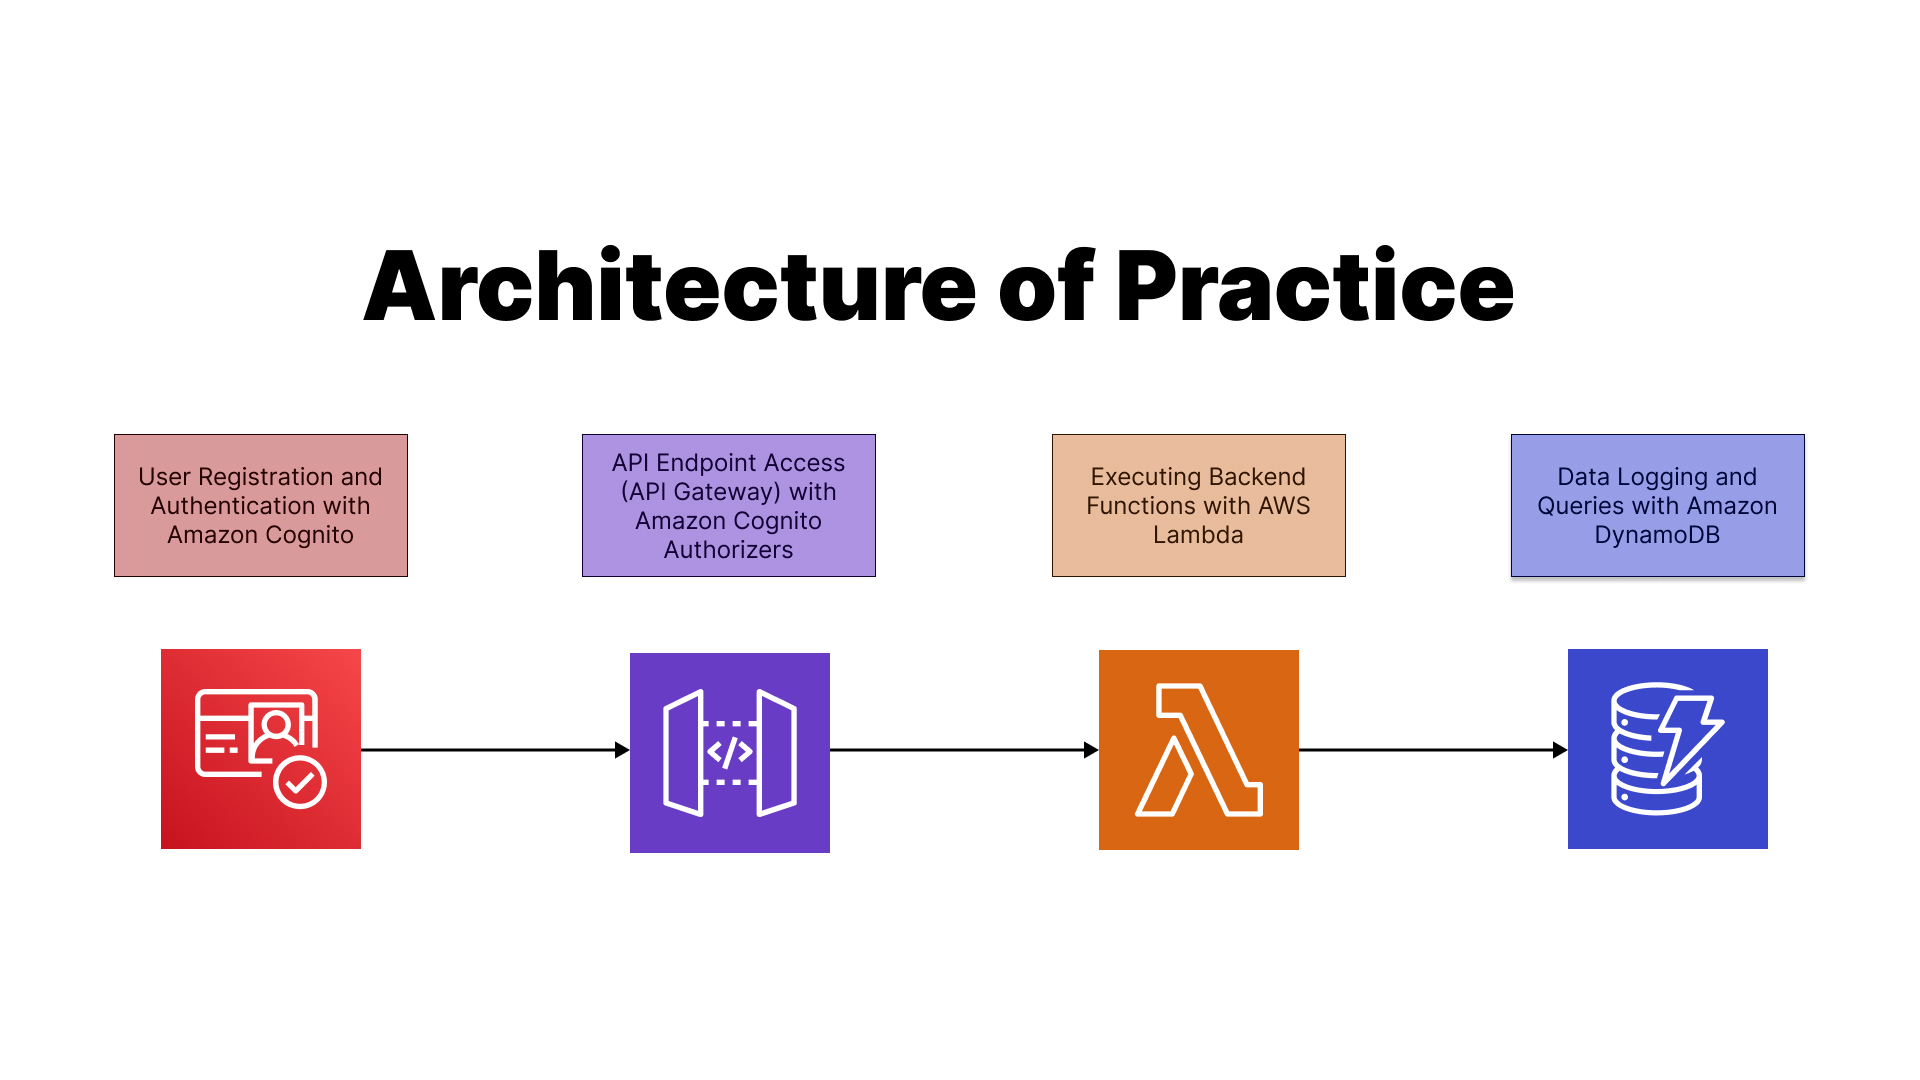 Architecture of Practice
User Registration and
Authentication with
Amazon Cognito
API Endpoint Access
(API Gateway) with
Amazon Cognito
Authorizers
Executing Backend
Functions with AWS
Lambda
Data Logging and
Queries with Amazon
DynamoDB